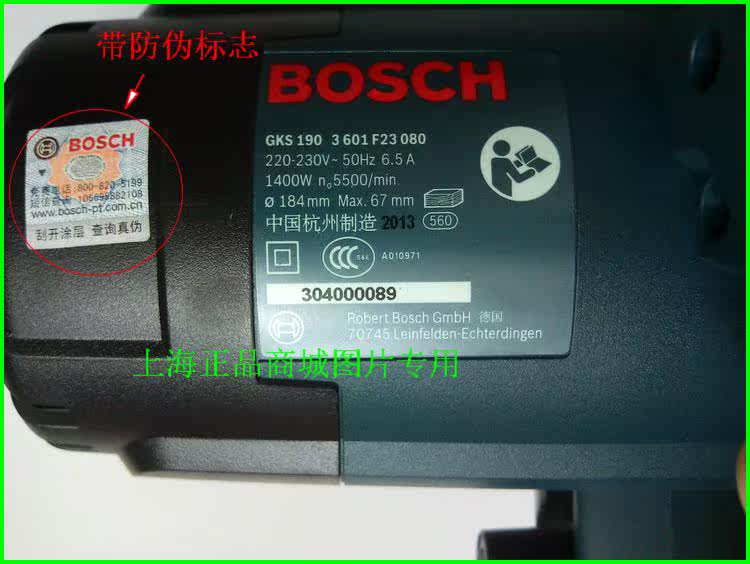 带防伪标志
BOSCH
免费电话:800-820-5199
短信查询:106695882108
www.bosch-pt.com.cn
刮开涂层 查询真伪
BOSCH
GKS 190 3 601 F23 080
220-230V~ 50Hz 6.5 A
1400W n₀5500/min
ø 184mm Max. 67 mm
中国杭州制造 2013 560
CCC S&E A010971
304000089
Robert Bosch GmbH 德国
70745 Leinfelden-Echterdingen
上海正品商城图片专用